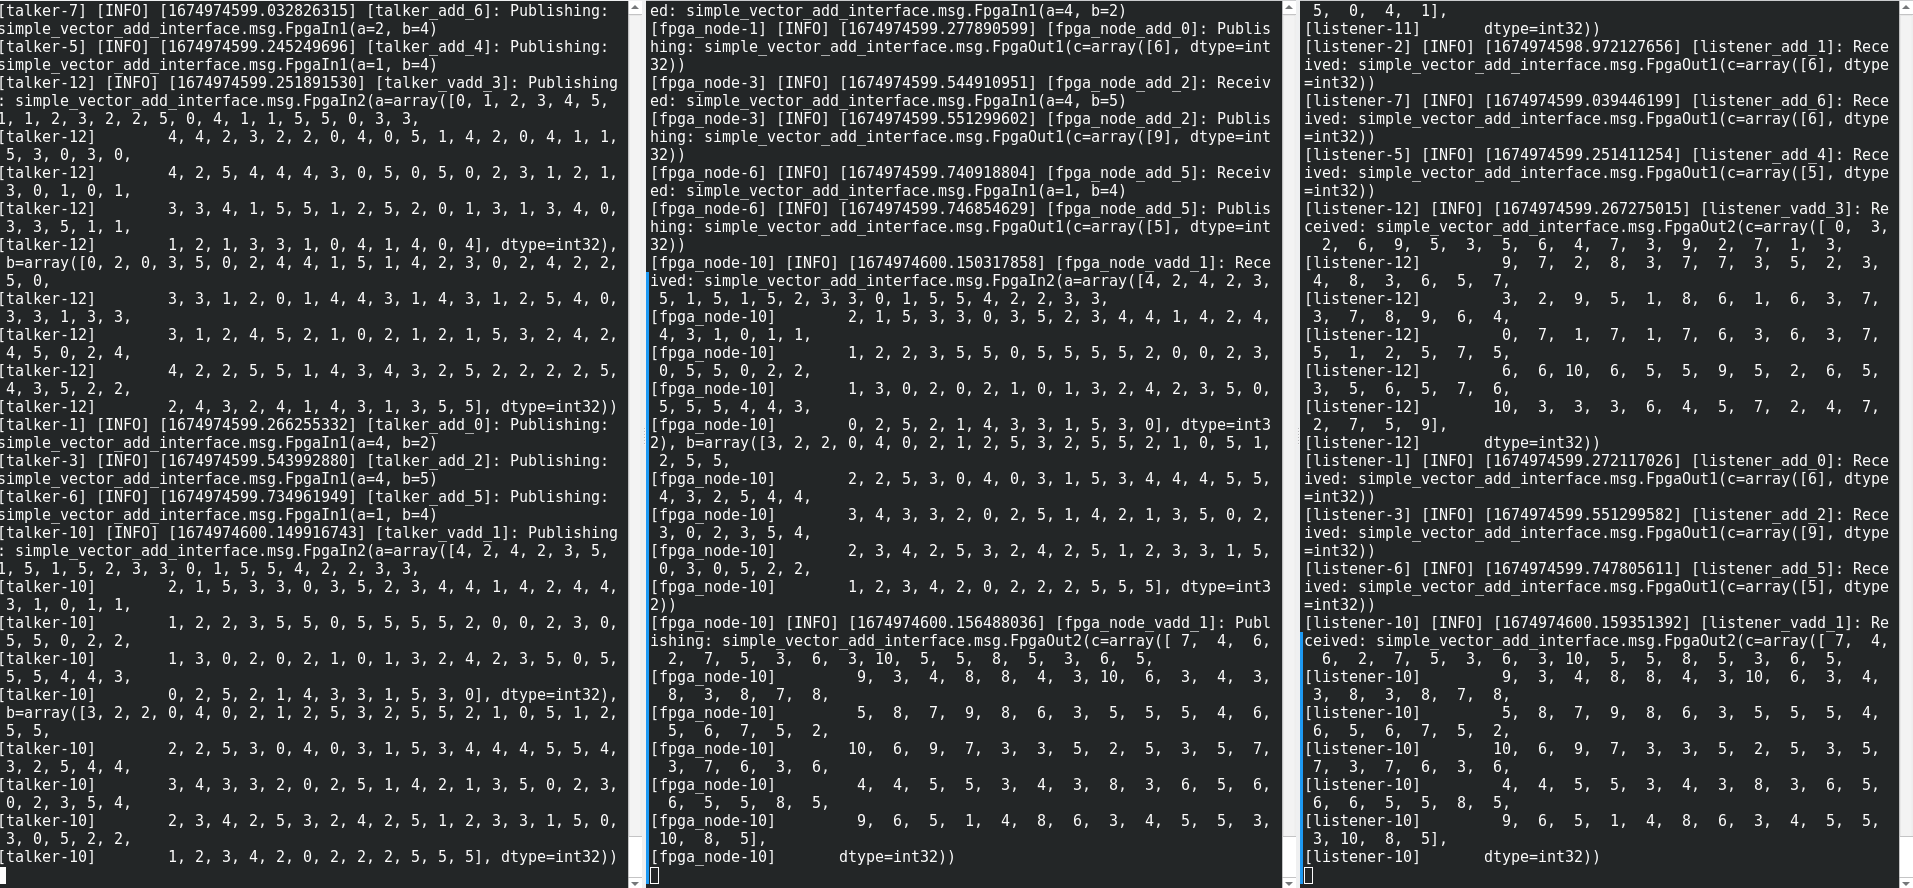 [talker-7] [INFO] [1674974599.032826315] [talker_add_6]: Publishing:
simple_vector_add_interface.msg.FpgaIn1(a=2, b=4)
[talker-5] [INFO] [1674974599.245249696] [talker_add_4]: Publishing:
simple_vector_add_interface.msg.FpgaIn1(a=1, b=4)
[talker-12] [INFO] [1674974599.251891530] [talker_vadd_3]: Publishing
: simple_vector_add_interface.msg.FpgaIn2(a=array([0, 1, 2, 3, 4, 5,
1, 1, 2, 3, 2, 2, 5, 0, 4, 1, 1, 5, 5, 0, 3, 3,
[talker-12]        4, 4, 2, 3, 2, 2, 0, 4, 0, 5, 1, 4, 2, 0, 4, 1, 1,
5, 3, 0, 3, 0,
[talker-12]        4, 2, 5, 4, 4, 4, 3, 0, 5, 0, 5, 0, 2, 3, 1, 2, 1,
3, 0, 1, 0, 1,
[talker-12]        3, 3, 4, 1, 5, 5, 1, 2, 5, 2, 0, 1, 3, 1, 3, 4, 0,
3, 3, 5, 1, 1,
[talker-12]        1, 2, 1, 3, 3, 1, 0, 4, 1, 4, 0, 4], dtype=int32),
b=array([0, 2, 0, 3, 5, 0, 2, 4, 4, 1, 5, 1, 4, 2, 3, 0, 2, 4, 2, 2,
5, 0,
[talker-12]        3, 3, 1, 2, 0, 1, 4, 4, 3, 1, 4, 3, 1, 2, 5, 4, 0,
3, 3, 1, 3, 3,
[talker-12]        3, 1, 2, 4, 5, 2, 1, 0, 2, 1, 2, 1, 5, 3, 2, 4, 2,
4, 5, 0, 2, 4,
[talker-12]        4, 2, 2, 5, 5, 1, 4, 3, 4, 3, 2, 5, 2, 2, 2, 2, 5,
4, 3, 5, 2, 2,
[talker-12]        2, 4, 3, 2, 4, 1, 4, 3, 1, 3, 5, 5], dtype=int32))
[talker-1] [INFO] [1674974599.266255332] [talker_add_0]: Publishing:
simple_vector_add_interface.msg.FpgaIn1(a=4, b=2)
[talker-3] [INFO] [1674974599.543992880] [talker_add_2]: Publishing:
simple_vector_add_interface.msg.FpgaIn1(a=4, b=5)
[talker-6] [INFO] [1674974599.734961949] [talker_add_5]: Publishing:
simple_vector_add_interface.msg.FpgaIn1(a=1, b=4)
[talker-10] [INFO] [1674974600.149916743] [talker_vadd_1]: Publishing
: simple_vector_add_interface.msg.FpgaIn2(a=array([4, 2, 4, 2, 3, 5,
1, 5, 1, 5, 2, 3, 3, 0, 1, 5, 5, 4, 2, 2, 3, 3,
[talker-10]        2, 1, 5, 3, 3, 0, 3, 5, 2, 3, 4, 4, 1, 4, 2, 4, 4,
3, 1, 0, 1, 1,
[talker-10]        1, 2, 2, 3, 5, 5, 0, 5, 5, 5, 5, 2, 0, 0, 2, 3, 0,
5, 5, 0, 2, 2,
[talker-10]        1, 3, 0, 2, 0, 2, 1, 0, 1, 3, 2, 4, 2, 3, 5, 0, 5,
5, 5, 4, 4, 3,
[talker-10]        0, 2, 5, 2, 1, 4, 3, 3, 1, 5, 3, 0], dtype=int32),
b=array([3, 2, 2, 0, 4, 0, 2, 1, 2, 5, 3, 2, 5, 5, 2, 1, 0, 5, 1, 2,
5, 5,
[talker-10]        2, 2, 5, 3, 0, 4, 0, 3, 1, 5, 3, 4, 4, 4, 5, 5, 4,
3, 2, 5, 4, 4,
[talker-10]        3, 4, 3, 3, 2, 0, 2, 5, 1, 4, 2, 1, 3, 5, 0, 2, 3,
0, 2, 3, 5, 4,
[talker-10]        2, 3, 4, 2, 5, 3, 2, 4, 2, 5, 1, 2, 3, 3, 1, 5, 0,
3, 0, 5, 2, 2,
[talker-10]        1, 2, 3, 4, 2, 0, 2, 2, 2, 5, 5, 5], dtype=int32))
ed: simple_vector_add_interface.msg.FpgaIn1(a=4, b=2)
[fpga_node-1] [INFO] [1674974599.277890599] [fpga_node_add_0]: Publis
hing: simple_vector_add_interface.msg.FpgaOut1(c=array([6], dtype=int
32))
[fpga_node-3] [INFO] [1674974599.544910951] [fpga_node_add_2]: Receiv
ed: simple_vector_add_interface.msg.FpgaIn1(a=4, b=5)
[fpga_node-3] [INFO] [1674974599.551299602] [fpga_node_add_2]: Publis
hing: simple_vector_add_interface.msg.FpgaOut1(c=array([9], dtype=int
32))
[fpga_node-6] [INFO] [1674974599.740918804] [fpga_node_add_5]: Receiv
ed: simple_vector_add_interface.msg.FpgaIn1(a=1, b=4)
[fpga_node-6] [INFO] [1674974599.746854629] [fpga_node_add_5]: Publis
hing: simple_vector_add_interface.msg.FpgaOut1(c=array([5], dtype=int
32))
[fpga_node-10] [INFO] [1674974600.150317858] [fpga_node_vadd_1]: Rece
ived: simple_vector_add_interface.msg.FpgaIn2(a=array([4, 2, 4, 2, 3,
5, 1, 5, 1, 5, 2, 3, 3, 0, 1, 5, 5, 4, 2, 2, 3, 3,
[fpga_node-10]        2, 1, 5, 3, 3, 0, 3, 5, 2, 3, 4, 4, 1, 4, 2, 4,
4, 3, 1, 0, 1, 1,
[fpga_node-10]        1, 2, 2, 3, 5, 5, 0, 5, 5, 5, 5, 2, 0, 0, 2, 3,
0, 5, 5, 0, 2, 2,
[fpga_node-10]        1, 3, 0, 2, 0, 2, 1, 0, 1, 3, 2, 4, 2, 3, 5, 0,
5, 5, 5, 4, 4, 3,
[fpga_node-10]        0, 2, 5, 2, 1, 4, 3, 3, 1, 5, 3, 0], dtype=int3
2), b=array([3, 2, 2, 0, 4, 0, 2, 1, 2, 5, 3, 2, 5, 5, 2, 1, 0, 5, 1,
2, 5, 5,
[fpga_node-10]        2, 2, 5, 3, 0, 4, 0, 3, 1, 5, 3, 4, 4, 4, 5, 5,
4, 3, 2, 5, 4, 4,
[fpga_node-10]        3, 4, 3, 3, 2, 0, 2, 5, 1, 4, 2, 1, 3, 5, 0, 2,
3, 0, 2, 3, 5, 4,
[fpga_node-10]        2, 3, 4, 2, 5, 3, 2, 4, 2, 5, 1, 2, 3, 3, 1, 5,
0, 3, 0, 5, 2, 2,
[fpga_node-10]        1, 2, 3, 4, 2, 0, 2, 2, 2, 5, 5, 5], dtype=int3
2))
[fpga_node-10] [INFO] [1674974600.156488036] [fpga_node_vadd_1]: Publ
ishing: simple_vector_add_interface.msg.FpgaOut2(c=array([ 7,  4,  6,
2,  7,  5,  3,  6,  3, 10,  5,  5,  8,  5,  3,  6,  5,
[fpga_node-10]         9,  3,  4,  8,  8,  4,  3, 10,  6,  3,  4,  3,
8,  3,  8,  7,  8,
[fpga_node-10]         5,  8,  7,  9,  8,  6,  3,  5,  5,  5,  4,  6,
5,  6,  7,  5,  2,
[fpga_node-10]        10,  6,  9,  7,  3,  3,  5,  2,  5,  3,  5,  7,
3,  7,  6,  3,  6,
[fpga_node-10]         4,  4,  5,  5,  3,  4,  3,  8,  3,  6,  5,  6,
6,  5,  5,  8,  5,
[fpga_node-10]         9,  6,  5,  1,  4,  8,  6,  3,  4,  5,  5,  3,
10,  8,  5],
[fpga_node-10]       dtype=int32))
5,  0,  4,  1],
[listener-11]       dtype=int32))
[listener-2] [INFO] [1674974598.972127656] [listener_add_1]: Rece
ived: simple_vector_add_interface.msg.FpgaOut1(c=array([6], dtype
=int32))
[listener-7] [INFO] [1674974599.039446199] [listener_add_6]: Rece
ived: simple_vector_add_interface.msg.FpgaOut1(c=array([6], dtype
=int32))
[listener-5] [INFO] [1674974599.251411254] [listener_add_4]: Rece
ived: simple_vector_add_interface.msg.FpgaOut1(c=array([5], dtype
=int32))
[listener-12] [INFO] [1674974599.267275015] [listener_vadd_3]: Re
ceived: simple_vector_add_interface.msg.FpgaOut2(c=array([ 0,  3,
2,  6,  9,  5,  3,  5,  6,  4,  7,  3,  9,  2,  7,  1,  3,
[listener-12]         9,  7,  2,  8,  3,  7,  7,  3,  5,  2,  3,
4,  8,  3,  6,  5,  7,
[listener-12]         3,  2,  9,  5,  1,  8,  6,  1,  6,  3,  7,
3,  7,  8,  9,  6,  4,
[listener-12]         0,  7,  1,  7,  1,  7,  6,  3,  6,  3,  7,
5,  1,  2,  5,  7,  5,
[listener-12]         6,  6, 10,  6,  5,  5,  9,  5,  2,  6,  5,
3,  5,  6,  5,  7,  6,
[listener-12]        10,  3,  3,  3,  6,  4,  5,  7,  2,  4,  7,
2,  7,  5,  9],
[listener-12]       dtype=int32))
[listener-1] [INFO] [1674974599.272117026] [listener_add_0]: Rece
ived: simple_vector_add_interface.msg.FpgaOut1(c=array([6], dtype
=int32))
[listener-3] [INFO] [1674974599.551299582] [listener_add_2]: Rece
ived: simple_vector_add_interface.msg.FpgaOut1(c=array([9], dtype
=int32))
[listener-6] [INFO] [1674974599.747805611] [listener_add_5]: Rece
ived: simple_vector_add_interface.msg.FpgaOut1(c=array([5], dtype
=int32))
[listener-10] [INFO] [1674974600.159351392] [listener_vadd_1]: Re
ceived: simple_vector_add_interface.msg.FpgaOut2(c=array([ 7,  4,
6,  2,  7,  5,  3,  6,  3, 10,  5,  5,  8,  5,  3,  6,  5,
[listener-10]         9,  3,  4,  8,  8,  4,  3, 10,  6,  3,  4,
3,  8,  3,  8,  7,  8,
[listener-10]         5,  8,  7,  9,  8,  6,  3,  5,  5,  5,  4,
6,  5,  6,  7,  5,  2,
[listener-10]        10,  6,  9,  7,  3,  3,  5,  2,  5,  3,  5,
7,  3,  7,  6,  3,  6,
[listener-10]         4,  4,  5,  5,  3,  4,  3,  8,  3,  6,  5,
6,  6,  5,  5,  8,  5,
[listener-10]         9,  6,  5,  1,  4,  8,  6,  3,  4,  5,  5,
3, 10,  8,  5],
[listener-10]       dtype=int32))